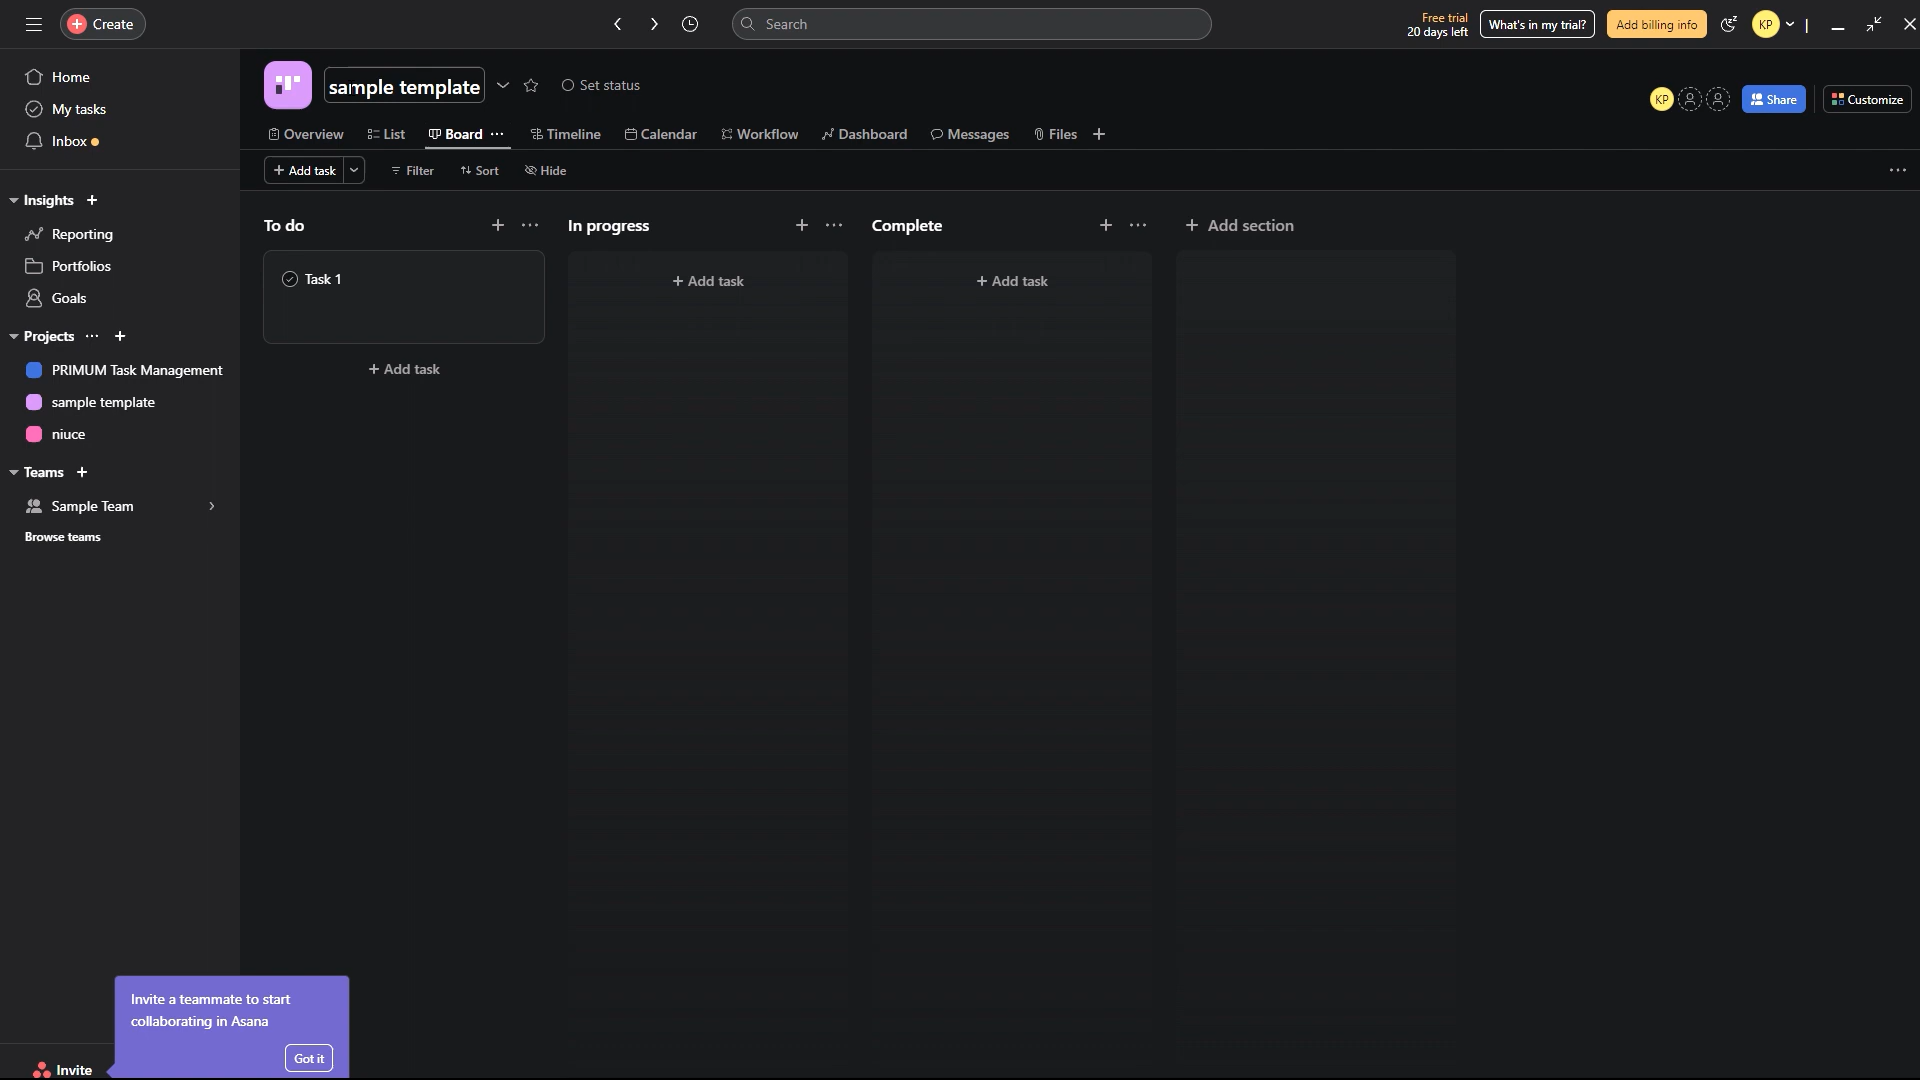 Create
Search
Free trial
20 days left
What's in my trial?
Add billing info
KP
Home
My tasks
Inbox
Insights
Reporting
Portfolios
Goals
Projects
PRIMUM Task Management
sample template
niuce
Teams
Sample Team
Browse teams
Invite a teammate to start
collaborating in Asana
Got it
Invite
sample template
Set status
KP
Share
Customize
Overview
List
Board
Timeline
Calendar
Workflow
Dashboard
Messages
Files
+ Add task
Filter
Sort
Hide
To do
In progress
Complete
+ Add section
Task 1
+ Add task
+ Add task
+ Add task